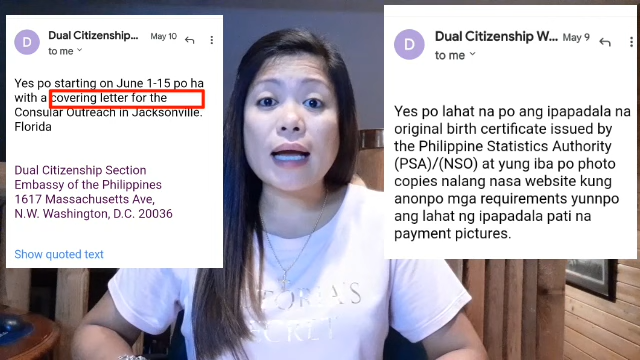 Dual Citizenship...
May 10
D
to me
Yes po starting on June 1-15 po ha
with a covering letter for the
Consular Outreach in Jacksonville.
Florida
Dual Citizenship Section
Embassy of the Philippines
1617 Massachusetts Ave,
N.W. Washington, D.C. 20036
Show quoted text
Dual Citizenship W...
May 9
D
to me
Yes po lahat na po ang ipapadala na
original birth certificate issued by
the Philippine Statistics Authority
(PSA)/(NSO) at yung iba po photo
copies nalang nasa website kung
anonpo mga requirements yunnpo
ang lahat ng ipapadala pati na
payment pictures.